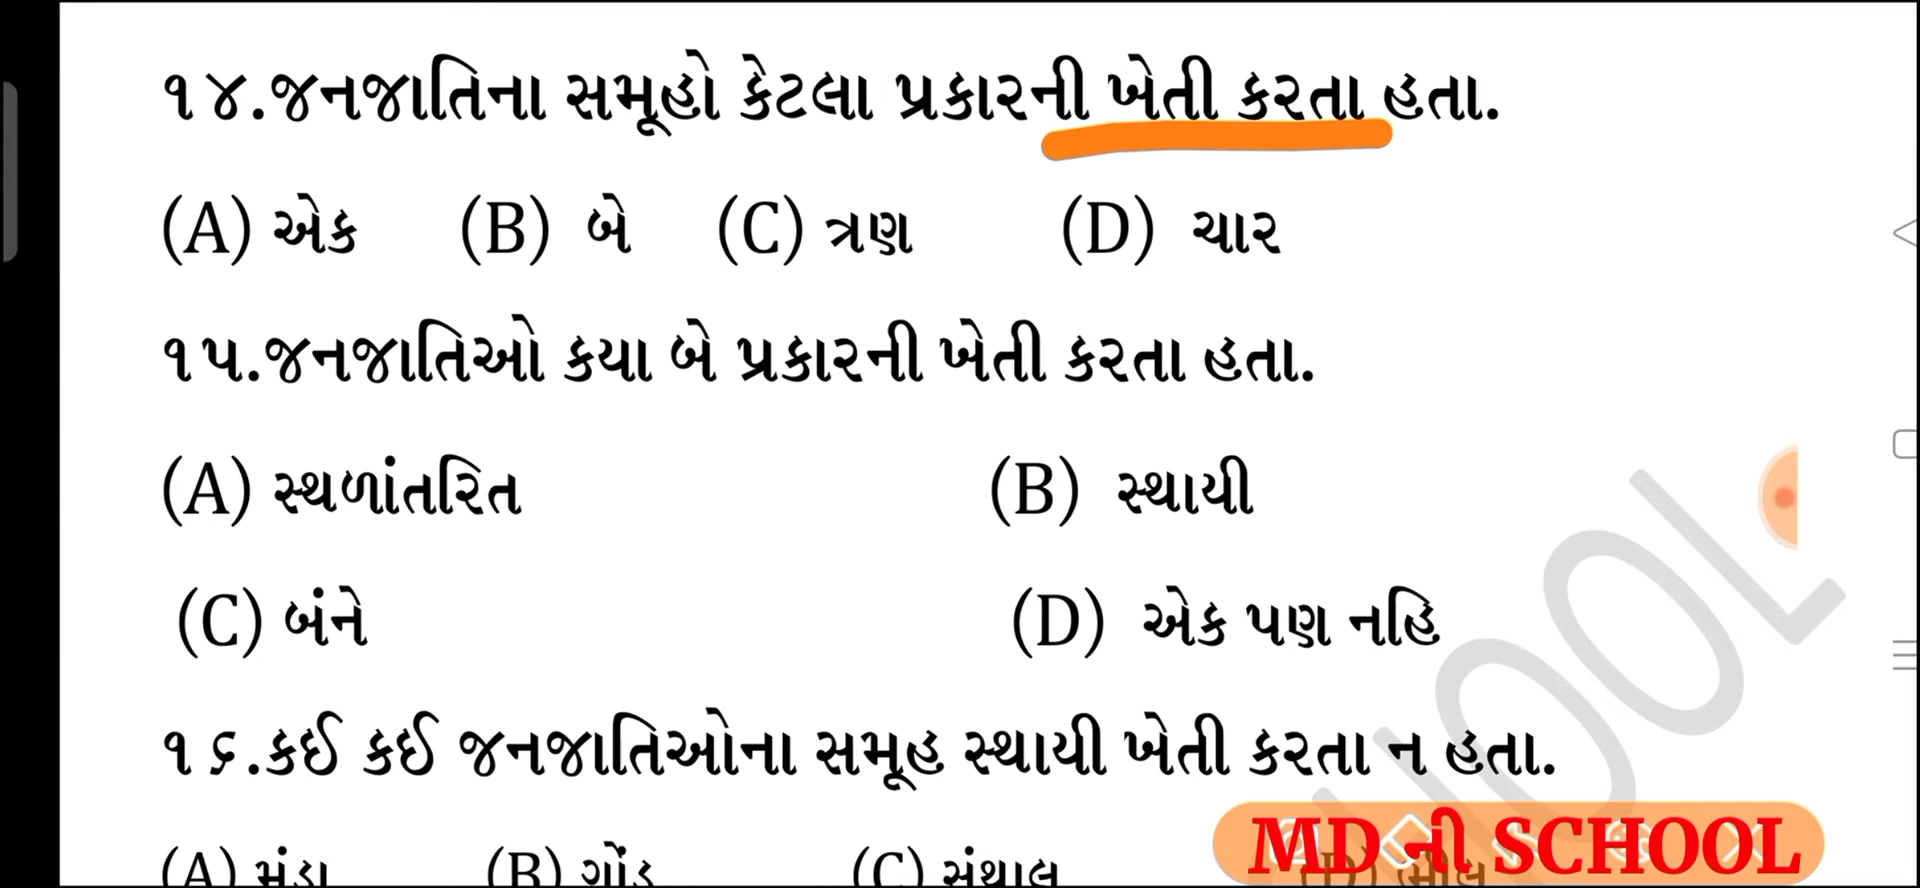 ૧૪.જનજાતિના સમૂહો કેટલા પ્રકારની ખેતી કરતા હતા.
(A) એક (B) બે (C) ત્રણ (D) ચાર
૧૫.જનજાતિઓ કયા બે પ્રકારની ખેતી કરતા હતા.
(A) સ્થળાંતરિત (B) સ્થાયી
(C) બંને (D) એક પણ નહિ
૧૬.કઈ કઈ જનજાતિઓના સમૂહ સ્થાયી ખેતી કરતા ન હતા.
(A) મુંડા (B) ગોંડ (C) સંથાલ (D) ભીલ
MD ની SCHOOL